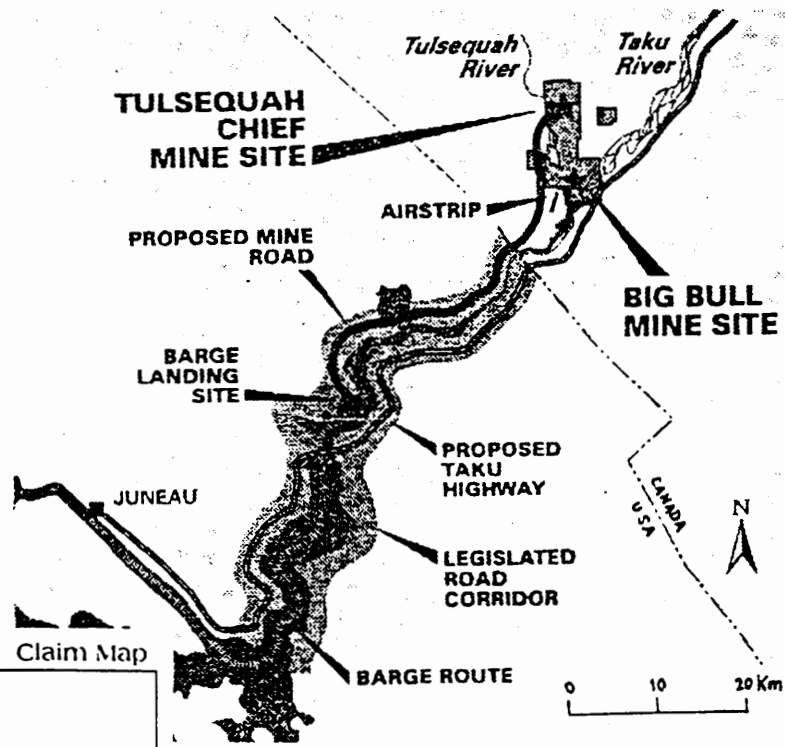 Tulsequah
River
Taku
River
TULSEQUAH
CHIEF
MINE SITE
AIRSTRIP
PROPOSED MINE
ROAD
BIG BULL
MINE SITE
BARGE
LANDING
SITE
PROPOSED
TAKU
HIGHWAY
JUNEAU
CANADA
USA
N
LEGISLATED
ROAD
CORRIDOR
Claim Map
BARGE ROUTE
0 10 20 Km